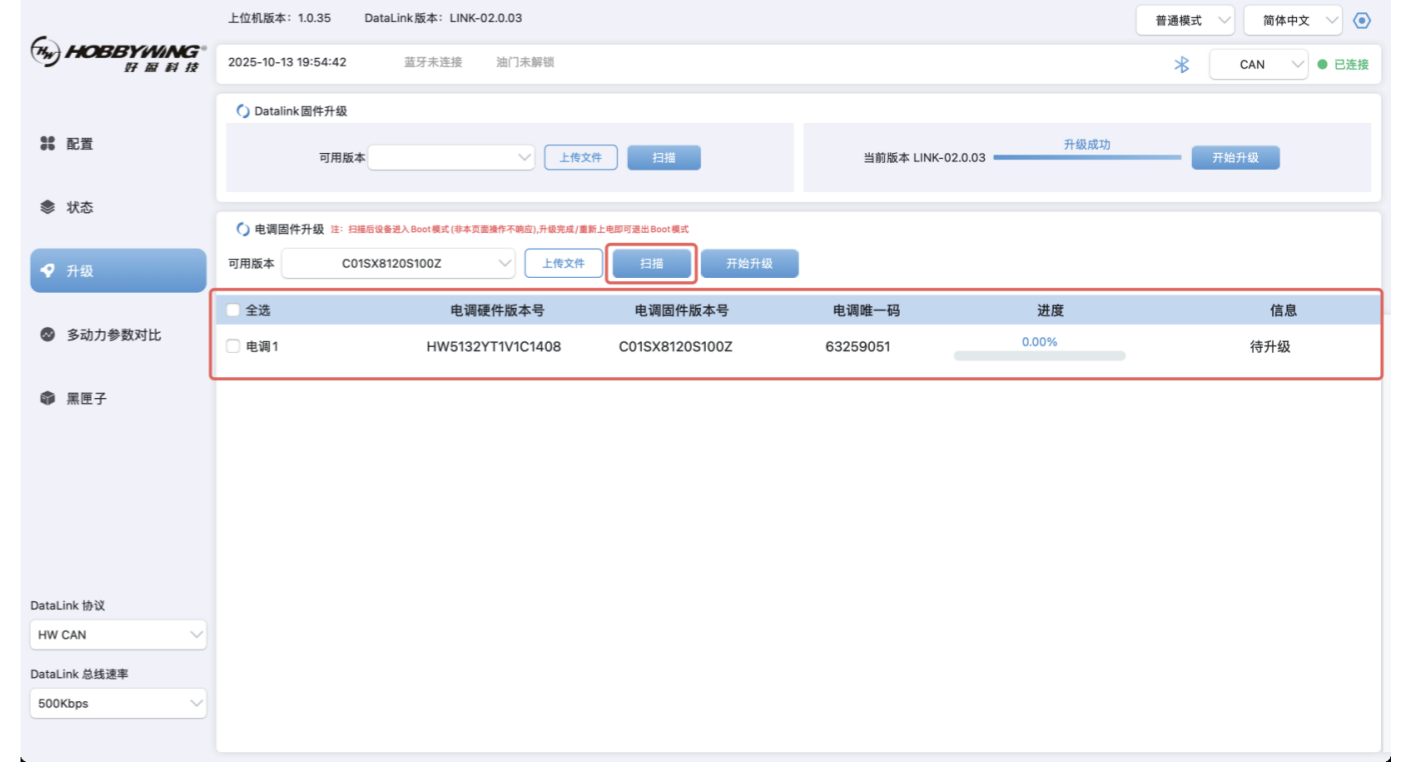 上位机版本：1.0.35 DataLink版本：LINK-02.0.03 普通模式 简体中文
HOBBYWING®
好盈科技
2025-10-13 19:54:42 蓝牙未连接 油门未解锁 CAN 已连接
Datalink固件升级
配置
可用版本 上传文件 扫描 当前版本 LINK-02.0.03 升级成功 开始升级
状态
电调固件升级 注：扫描后设备进入Boot模式(非本页面操作不响应),升级完成/重新上电即可退出Boot模式
升级
可用版本 C01SX8120S100Z 上传文件 扫描 开始升级
全选 电调硬件版本号 电调固件版本号 电调唯一码 进度 信息
多动力参数对比
电调1 HW5132YT1V1C1408 C01SX8120S100Z 63259051 0.00% 待升级
黑匣子
DataLink 协议
HW CAN
DataLink 总线速率
500Kbps